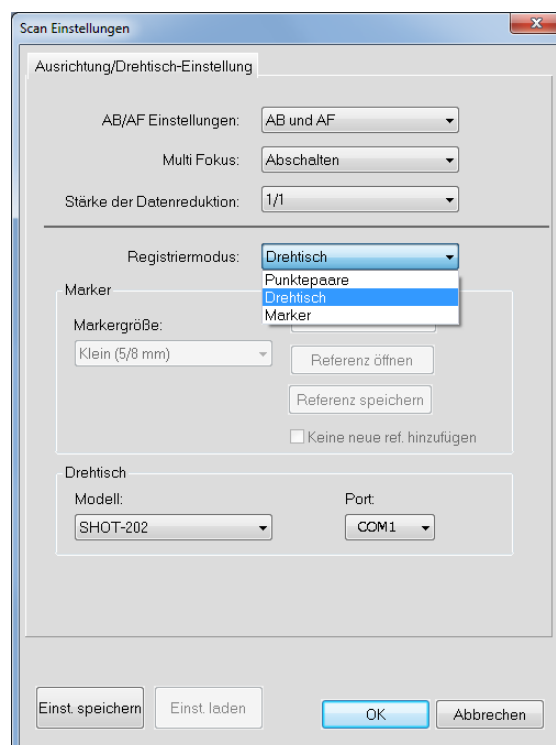 Scan Einstellungen
Ausrichtung/Drehtisch-Einstellung
AB/AF Einstellungen: AB und AF
Multi Fokus: Abschalten
Stärke der Datenreduktion: 1/1
Registriermodus: Drehtisch
Punktepaare
Drehtisch
Marker
Marker
Markergröße:
Klein (5/8 mm)
Referenz öffnen
Referenz speichern
Keine neue ref. hinzufügen
Drehtisch
Modell: Port:
SHOT-202 COM1
Einst. speichern Einst. laden OK Abbrechen